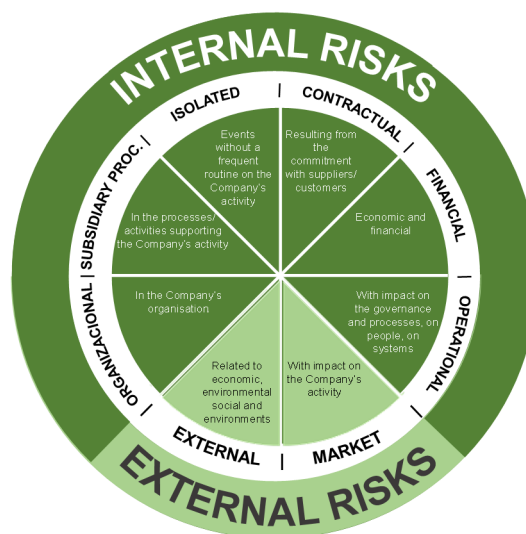 INTERNAL RISKS
ISOLATED
CONTRACTUAL
FINANCIAL
OPERATIONAL
MARKET
EXTERNAL
ORGANIZACIONAL
SUBSIDIARY PROC.
Events
without a
frequent
routine on the
Company's
activity
Resulting from
the
commitment
with suppliers/
customers
Economic and
financial
With impact on
the governance
and processes, on
people, on
systems
With impact on
the Company's
activity
Related to
economic,
environmental
social and
environments
In the Company's
organisation
In the processes/
activities supporting
the Company's activity
EXTERNAL RISKS